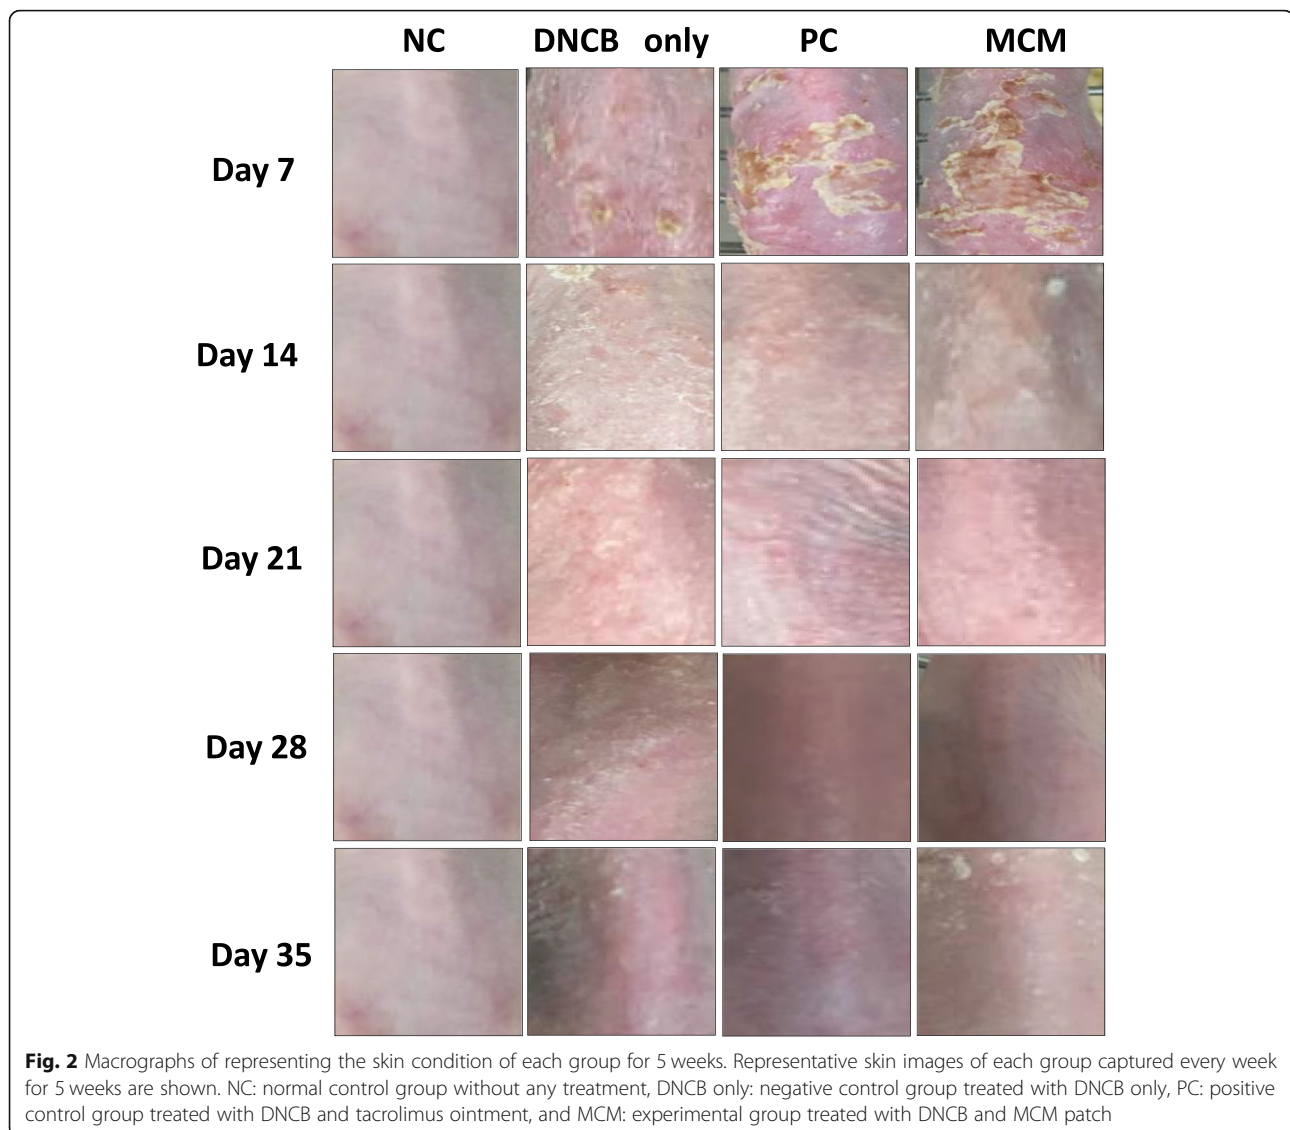 NC DNCB only PC MCM
Day 7
Day 14
Day 21
Day 28
Day 35
Fig. 2 Macrographs of representing the skin condition of each group for 5 weeks. Representative skin images of each group captured every week
for 5 weeks are shown. NC: normal control group without any treatment, DNCB only: negative control group treated with DNCB only, PC: positive
control group treated with DNCB and tacrolimus ointment, and MCM: experimental group treated with DNCB and MCM patch